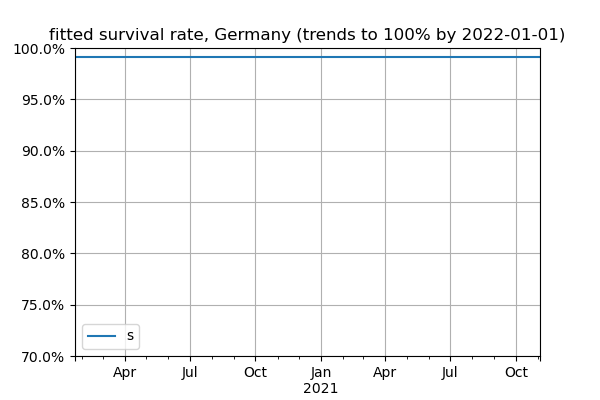 fitted survival rate, Germany (trends to 100% by 2022-01-01)
100.0%
95.0%
90.0%
85.0%
80.0%
75.0%
70.0%
s
Apr Jul Oct Jan Apr Jul Oct
2021